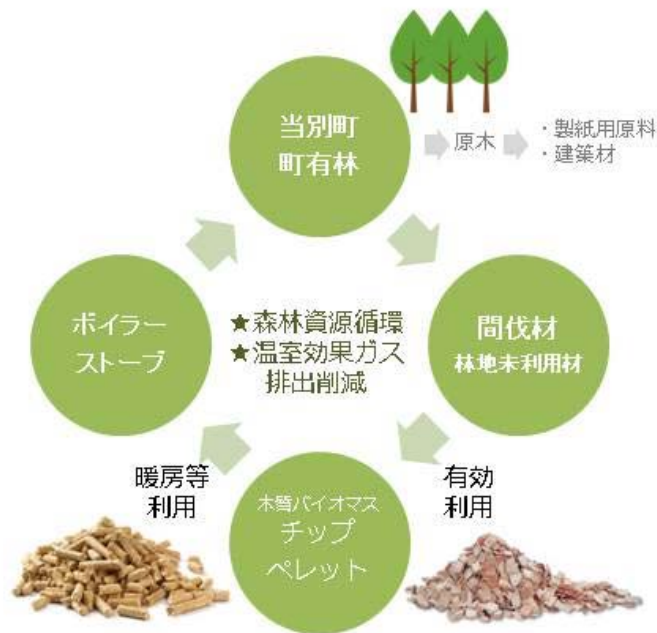 当別町
町有林
原木
・製紙用原料
・建築材
ボイラー
ストーブ
★森林資源循環
★温室効果ガス
排出削減
間伐材
林地未利用材
暖房等
利用
木質バイオマス
チップ
ペレット
有効
利用